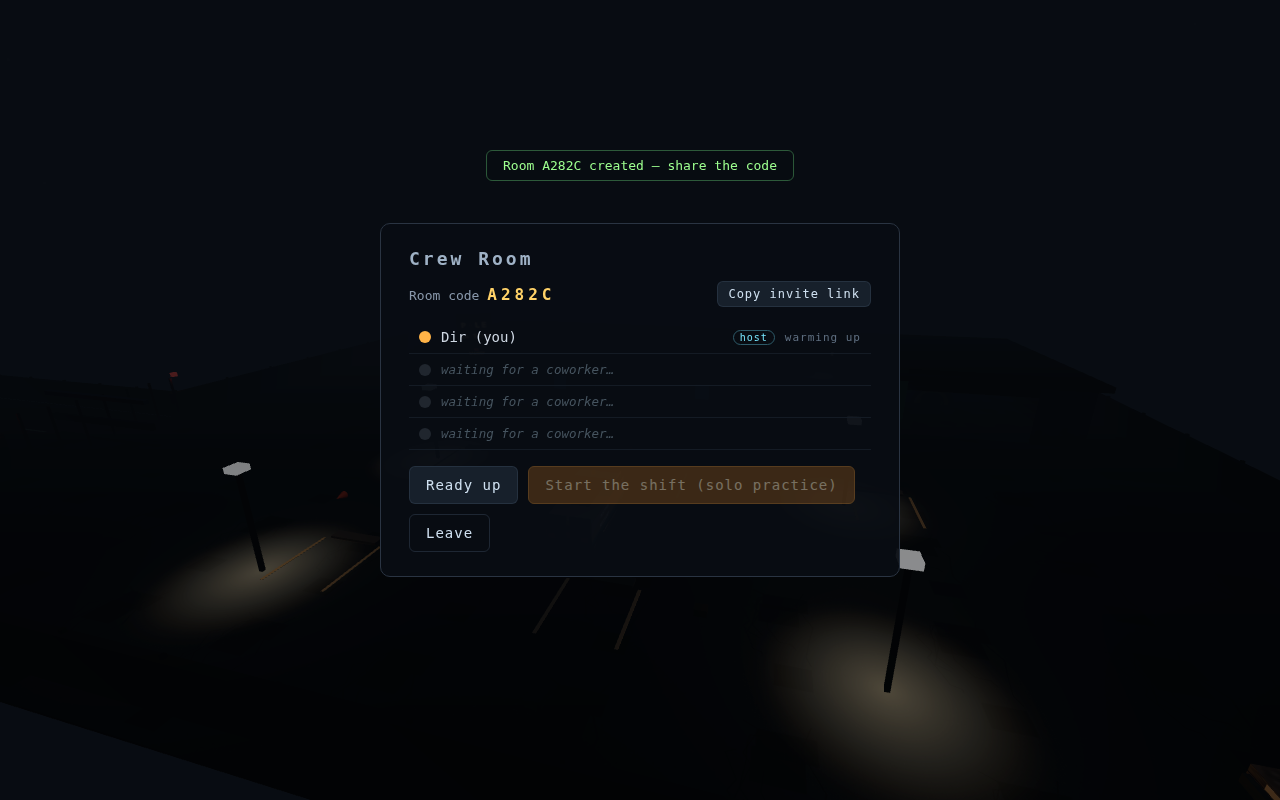 Room A282C created — share the code
Crew Room
Room code A282C
Copy invite link
Dir (you)
host
warming up
waiting for a coworker…
waiting for a coworker…
waiting for a coworker…
Ready up
Start the shift (solo practice)
Leave